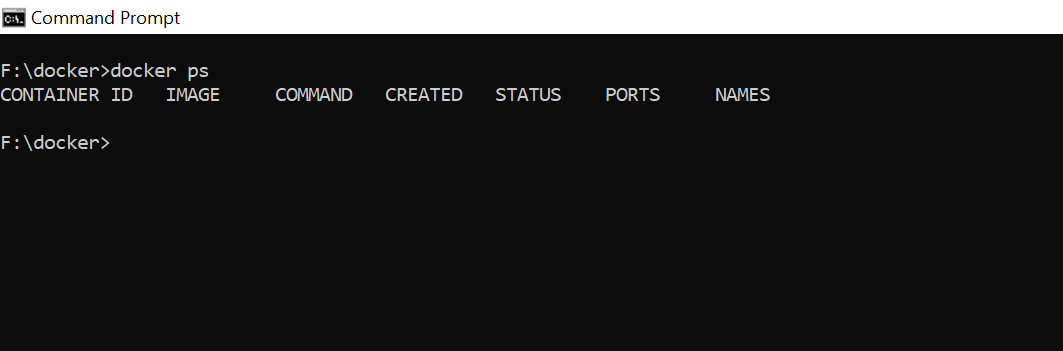 Command Prompt
F:\docker>docker ps
CONTAINER ID   IMAGE     COMMAND   CREATED   STATUS    PORTS     NAMES
F:\docker>